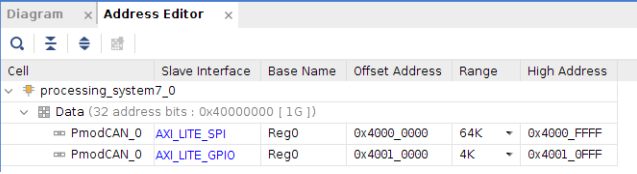 Diagram × Address Editor ×
Cell Slave Interface Base Name Offset Address Range High Address
processing_system7_0
Data (32 address bits : 0x40000000 [ 1G ])
PmodCAN_0 AXI_LITE_SPI Reg0 0x4000_0000 64K 0x4000_FFFF
PmodCAN_0 AXI_LITE_GPIO Reg0 0x4001_0000 4K 0x4001_0FFF